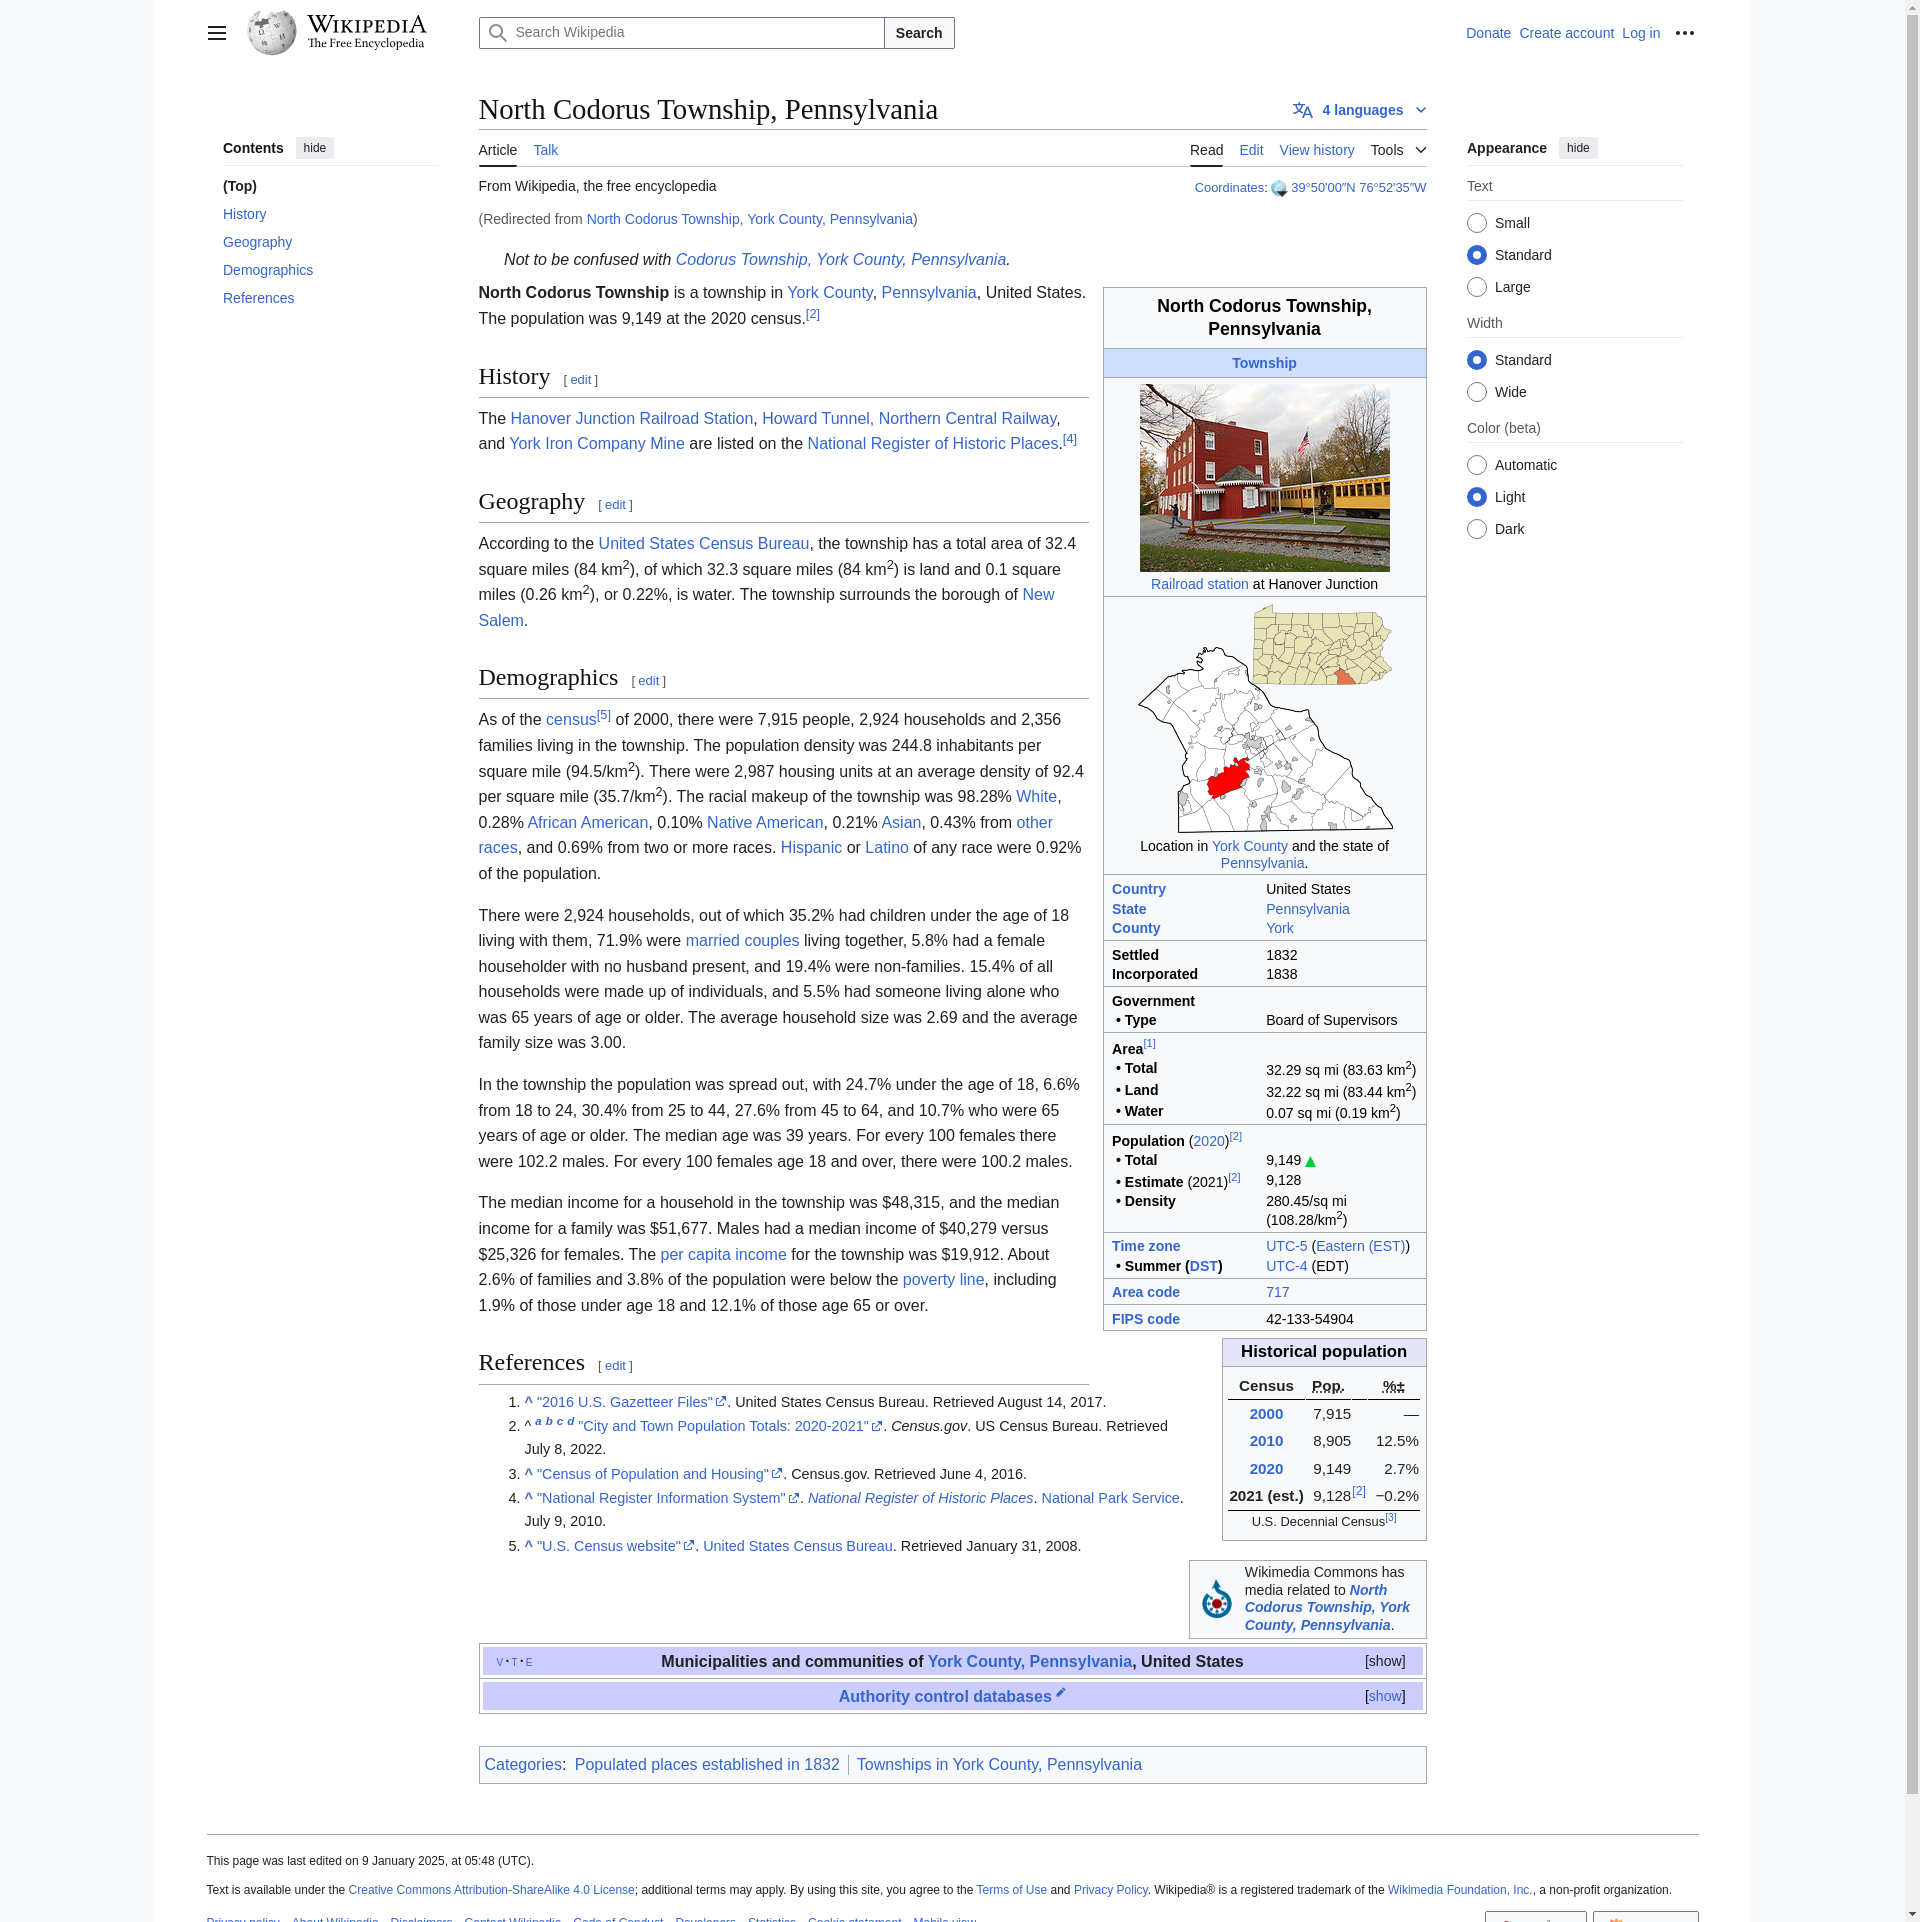 WIKIPEDIA
The Free Encyclopedia
Search Wikipedia
Search
Donate Create account Log in
North Codorus Township, Pennsylvania
4 languages
Contents hide
(Top)
History
Geography
Demographics
References
Article Talk
Read Edit View history Tools
From Wikipedia, the free encyclopedia
Coordinates: 39°50′00″N 76°52′35″W
(Redirected from North Codorus Township, York County, Pennsylvania)
Not to be confused with Codorus Township, York County, Pennsylvania.
North Codorus Township is a township in York County, Pennsylvania, United States.
The population was 9,149 at the 2020 census.[2]
History [ edit ]
The Hanover Junction Railroad Station, Howard Tunnel, Northern Central Railway,
and York Iron Company Mine are listed on the National Register of Historic Places.[4]
Geography [ edit ]
According to the United States Census Bureau, the township has a total area of 32.4
square miles (84 km2), of which 32.3 square miles (84 km2) is land and 0.1 square
miles (0.26 km2), or 0.22%, is water. The township surrounds the borough of New
Salem.
Demographics [ edit ]
As of the census[5] of 2000, there were 7,915 people, 2,924 households and 2,356
families living in the township. The population density was 244.8 inhabitants per
square mile (94.5/km2). There were 2,987 housing units at an average density of 92.4
per square mile (35.7/km2). The racial makeup of the township was 98.28% White,
0.28% African American, 0.10% Native American, 0.21% Asian, 0.43% from other
races, and 0.69% from two or more races. Hispanic or Latino of any race were 0.92%
of the population.
There were 2,924 households, out of which 35.2% had children under the age of 18
living with them, 71.9% were married couples living together, 5.8% had a female
householder with no husband present, and 19.4% were non-families. 15.4% of all
households were made up of individuals, and 5.5% had someone living alone who
was 65 years of age or older. The average household size was 2.69 and the average
family size was 3.00.
In the township the population was spread out, with 24.7% under the age of 18, 6.6%
from 18 to 24, 30.4% from 25 to 44, 27.6% from 45 to 64, and 10.7% who were 65
years of age or older. The median age was 39 years. For every 100 females there
were 102.2 males. For every 100 females age 18 and over, there were 100.2 males.
The median income for a household in the township was $48,315, and the median
income for a family was $51,677. Males had a median income of $40,279 versus
$25,326 for females. The per capita income for the township was $19,912. About
2.6% of families and 3.8% of the population were below the poverty line, including
1.9% of those under age 18 and 12.1% of those age 65 or over.
North Codorus Township,
Pennsylvania
Township
Railroad station at Hanover Junction
Location in York County and the state of
Pennsylvania.
Country United States
State Pennsylvania
County York
Settled 1832
Incorporated 1838
Government
• Type Board of Supervisors
Area[1]
• Total 32.29 sq mi (83.63 km2)
• Land 32.22 sq mi (83.44 km2)
• Water 0.07 sq mi (0.19 km2)
Population (2020)[2]
• Total 9,149 ▲
• Estimate (2021)[2] 9,128
• Density 280.45/sq mi
(108.28/km2)
Time zone UTC-5 (Eastern (EST))
• Summer (DST) UTC-4 (EDT)
Area code 717
FIPS code 42-133-54904
Historical population
Census Pop. %±
2000 7,915 —
2010 8,905 12.5%
2020 9,149 2.7%
2021 (est.) 9,128[2] −0.2%
U.S. Decennial Census[3]
References [ edit ]
1. ^ "2016 U.S. Gazetteer Files". United States Census Bureau. Retrieved August 14, 2017.
2. ^ a b c d "City and Town Population Totals: 2020-2021". Census.gov. US Census Bureau. Retrieved
July 8, 2022.
3. ^ "Census of Population and Housing". Census.gov. Retrieved June 4, 2016.
4. ^ "National Register Information System". National Register of Historic Places. National Park Service.
July 9, 2010.
5. ^ "U.S. Census website". United States Census Bureau. Retrieved January 31, 2008.
Wikimedia Commons has
media related to North
Codorus Township, York
County, Pennsylvania.
V · T · E Municipalities and communities of York County, Pennsylvania, United States [show]
Authority control databases [show]
Categories: Populated places established in 1832 | Townships in York County, Pennsylvania
Appearance hide
Text
Small
Standard
Large
Width
Standard
Wide
Color (beta)
Automatic
Light
Dark
This page was last edited on 9 January 2025, at 05:48 (UTC).
Text is available under the Creative Commons Attribution-ShareAlike 4.0 License; additional terms may apply. By using this site, you agree to the Terms of Use and Privacy Policy. Wikipedia® is a registered trademark of the Wikimedia Foundation, Inc., a non-profit organization.
Privacy policy About Wikipedia Disclaimers Contact Wikipedia Code of Conduct Developers Statistics Cookie statement Mobile view